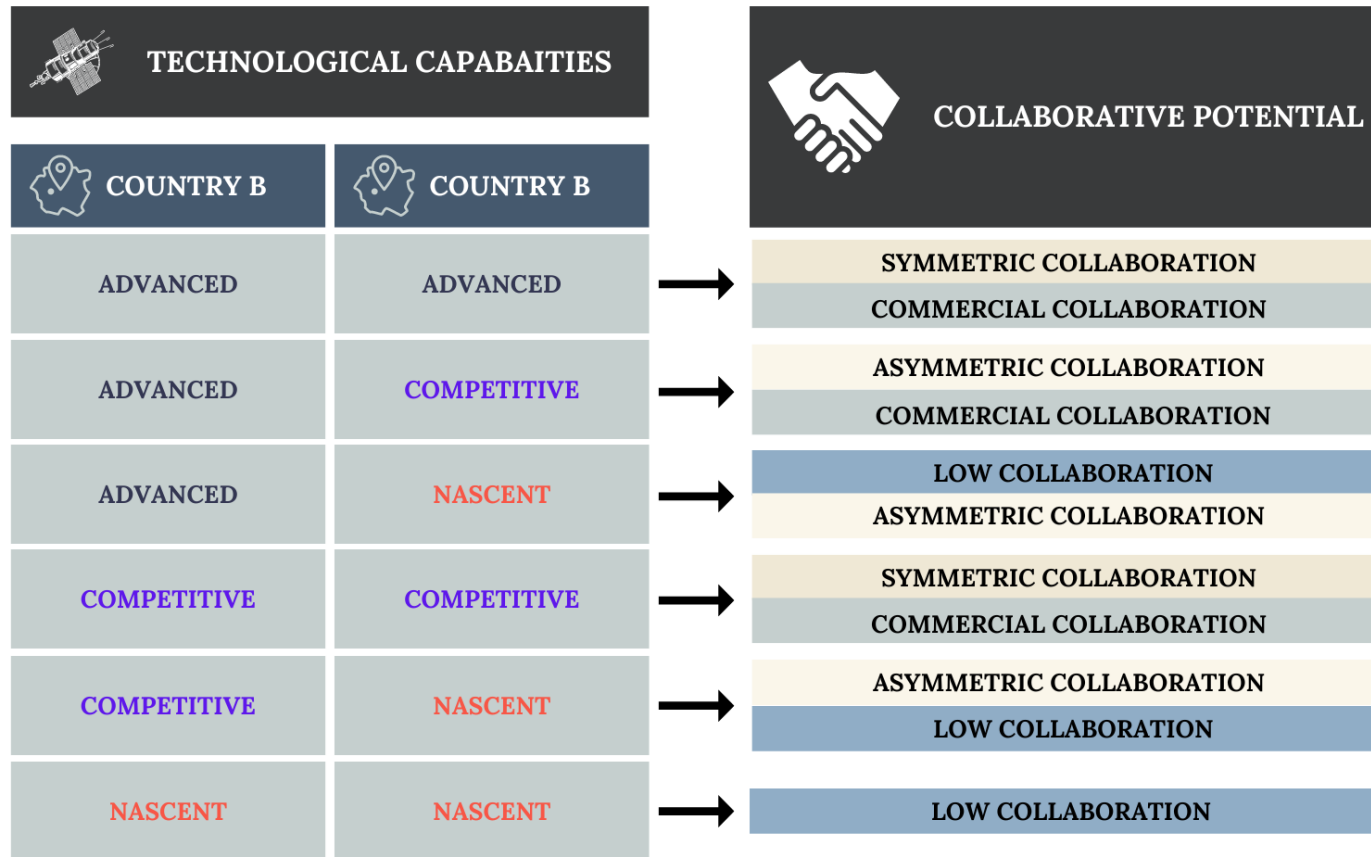 TECHNOLOGICAL CAPABAITIES
COLLABORATIVE POTENTIAL
COUNTRY B
COUNTRY B
ADVANCED
ADVANCED
SYMMETRIC COLLABORATION
COMMERCIAL COLLABORATION
ADVANCED
COMPETITIVE
ASYMMETRIC COLLABORATION
COMMERCIAL COLLABORATION
ADVANCED
NASCENT
LOW COLLABORATION
ASYMMETRIC COLLABORATION
COMPETITIVE
COMPETITIVE
SYMMETRIC COLLABORATION
COMMERCIAL COLLABORATION
COMPETITIVE
NASCENT
ASYMMETRIC COLLABORATION
LOW COLLABORATION
NASCENT
NASCENT
LOW COLLABORATION